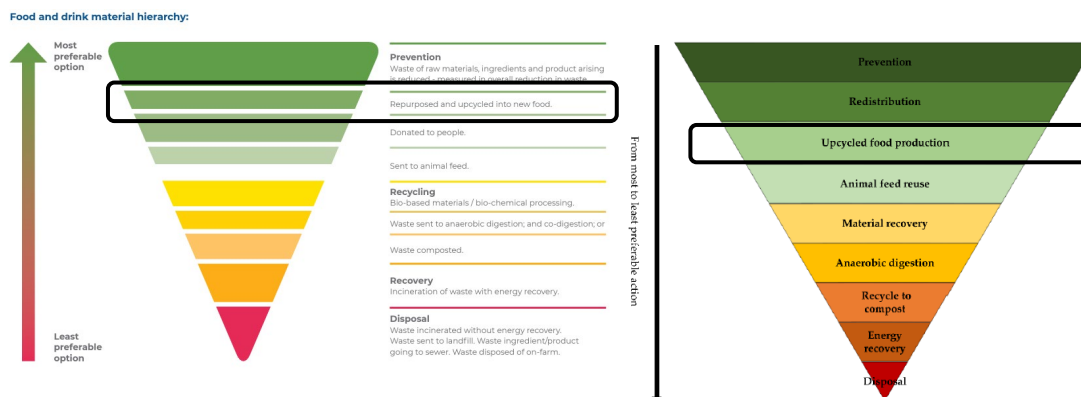 Food and drink material hierarchy:
Most
preferable
option
Least
preferable
option
Prevention
Waste of raw materials, ingredients and product arising
is reduced - measured in overall reduction in waste
Repurposed and upcycled into new food.
Donated to people.
Sent to animal feed.
Recycling
Bio-based materials / bio-chemical processing.
Waste sent to anaerobic digestion; and co-digestion; or
Waste composted.
Recovery
Incineration of waste with energy recovery.
Disposal
Waste incinerated without energy recovery.
Waste sent to landfill. Waste ingredient/product
going to sewer. Waste disposed of on-farm.
From most to least preferable action
Prevention
Redistribution
Upcycled food production
Animal feed reuse
Material recovery
Anaerobic digestion
Recycle to
compost
Energy
recovery
Disposal